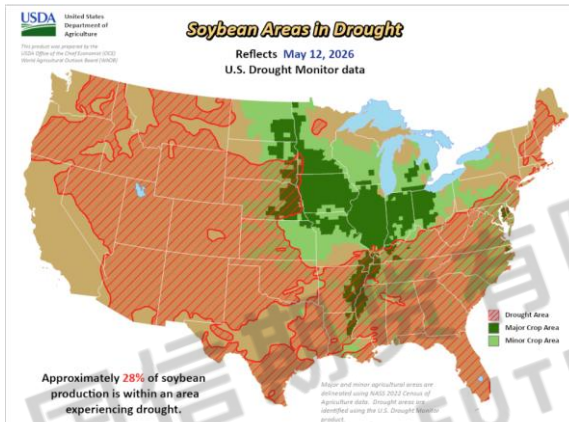 USDA
United States
Department of
Agriculture
This product was prepared by the
USDA Office of the Chief Economist (OCE)
World Agricultural Outlook Board (WAOB)
Soybean Areas in Drought
Reflects May 12, 2026
U.S. Drought Monitor data
Drought Area
Major Crop Area
Minor Crop Area
Approximately 28% of soybean
production is within an area
experiencing drought.
Major and minor agricultural areas are
delineated using NASS 2022 Census of
Agriculture data. Drought areas are
identified using the U.S. Drought Monitor
product.